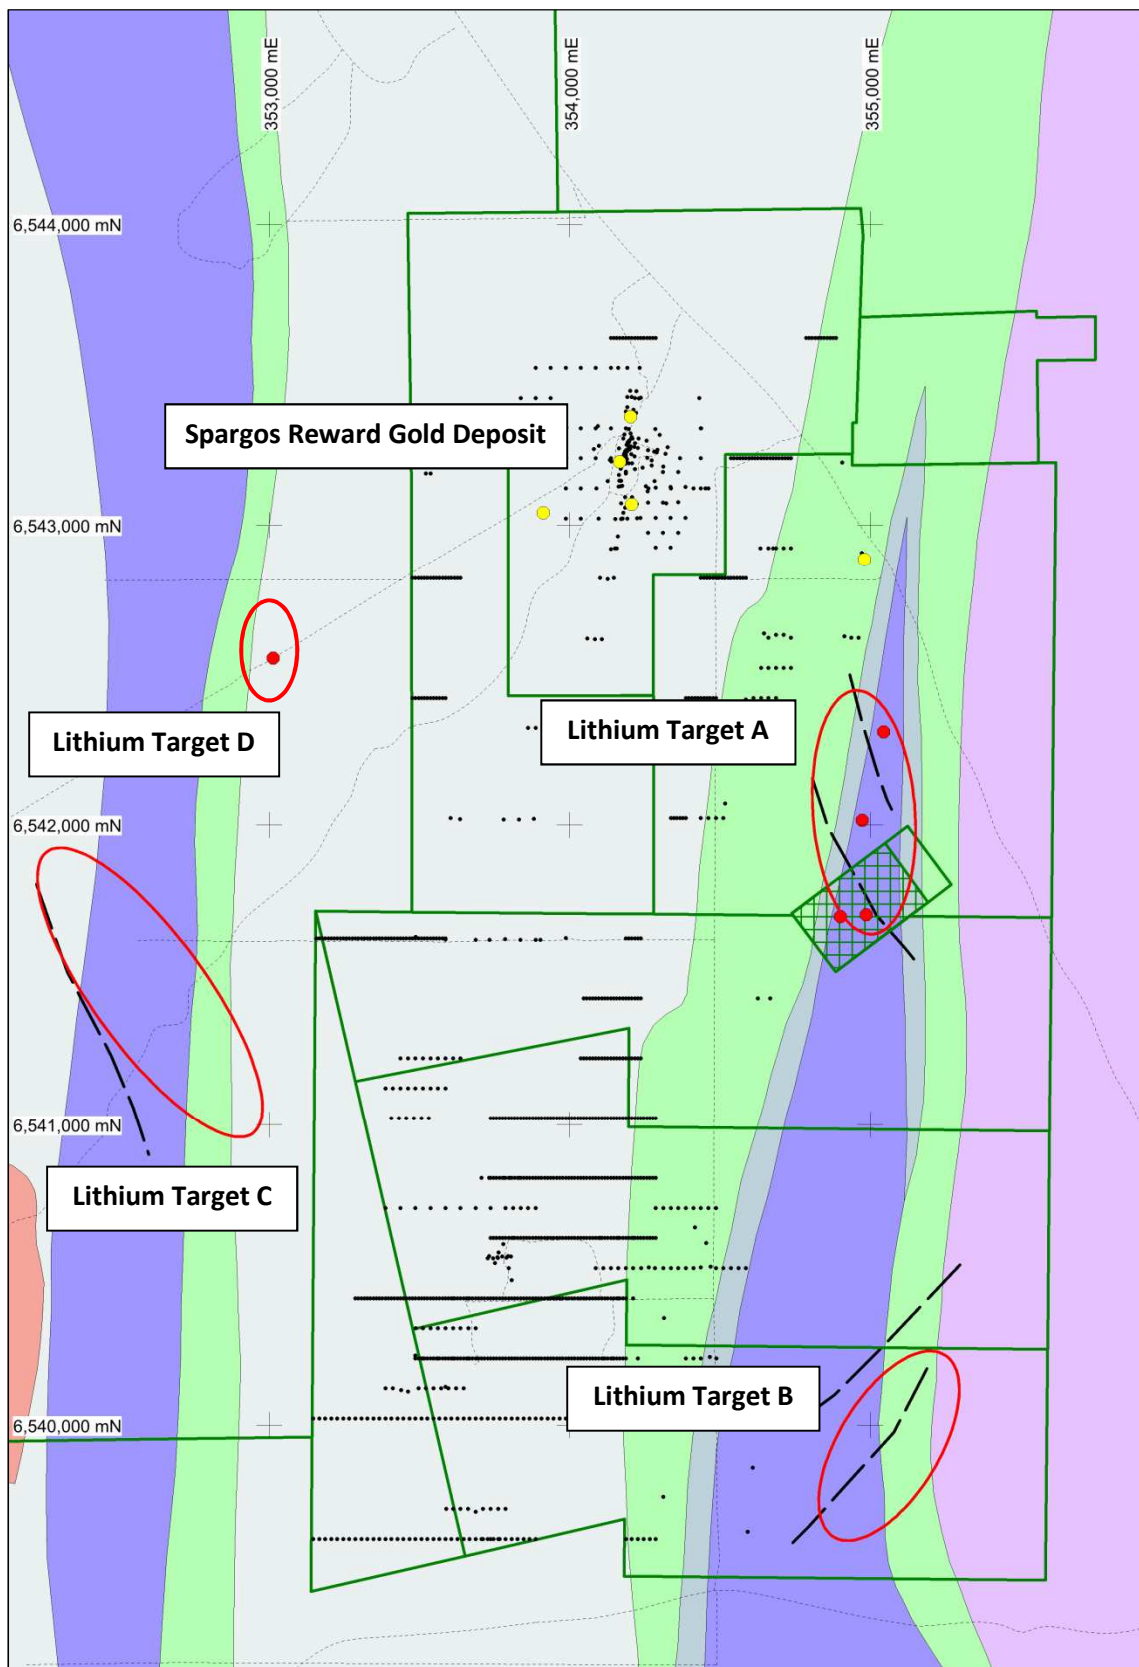 353,000 mE
354,000 mE
355,000 mE
6,544,000 mN
Spargos Reward Gold Deposit
6,543,000 mN
Lithium Target D
Lithium Target A
6,542,000 mN
6,541,000 mN
Lithium Target C
Lithium Target B
6,540,000 mN